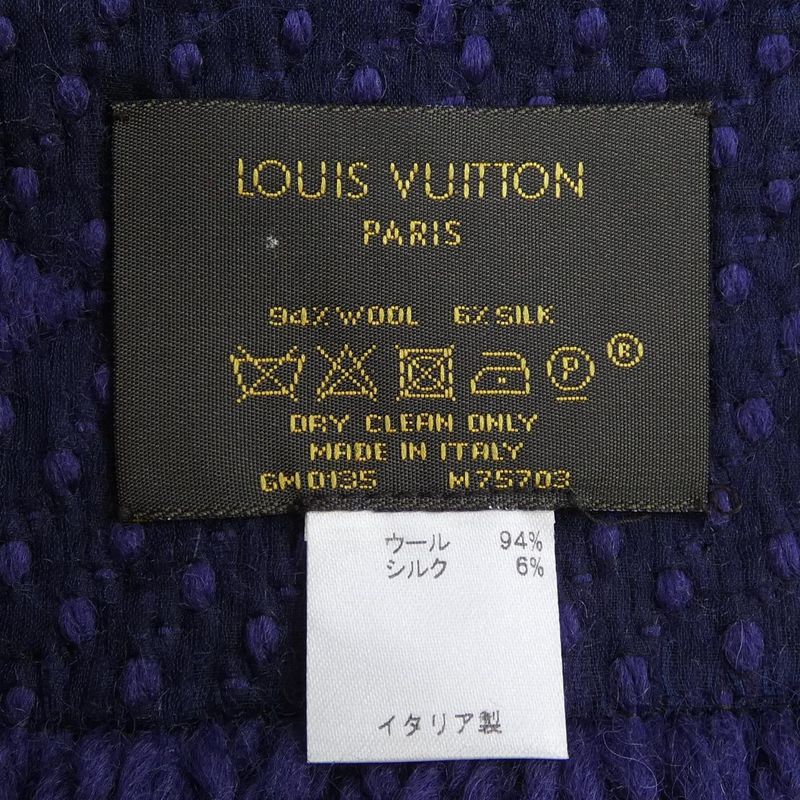 LOUIS VUITTON
PARIS
94% WOOL 6% SILK
P ®
DRY CLEAN ONLY
MADE IN ITALY
GM0135 M75703
ウール 94%
シルク 6%
イタリア製